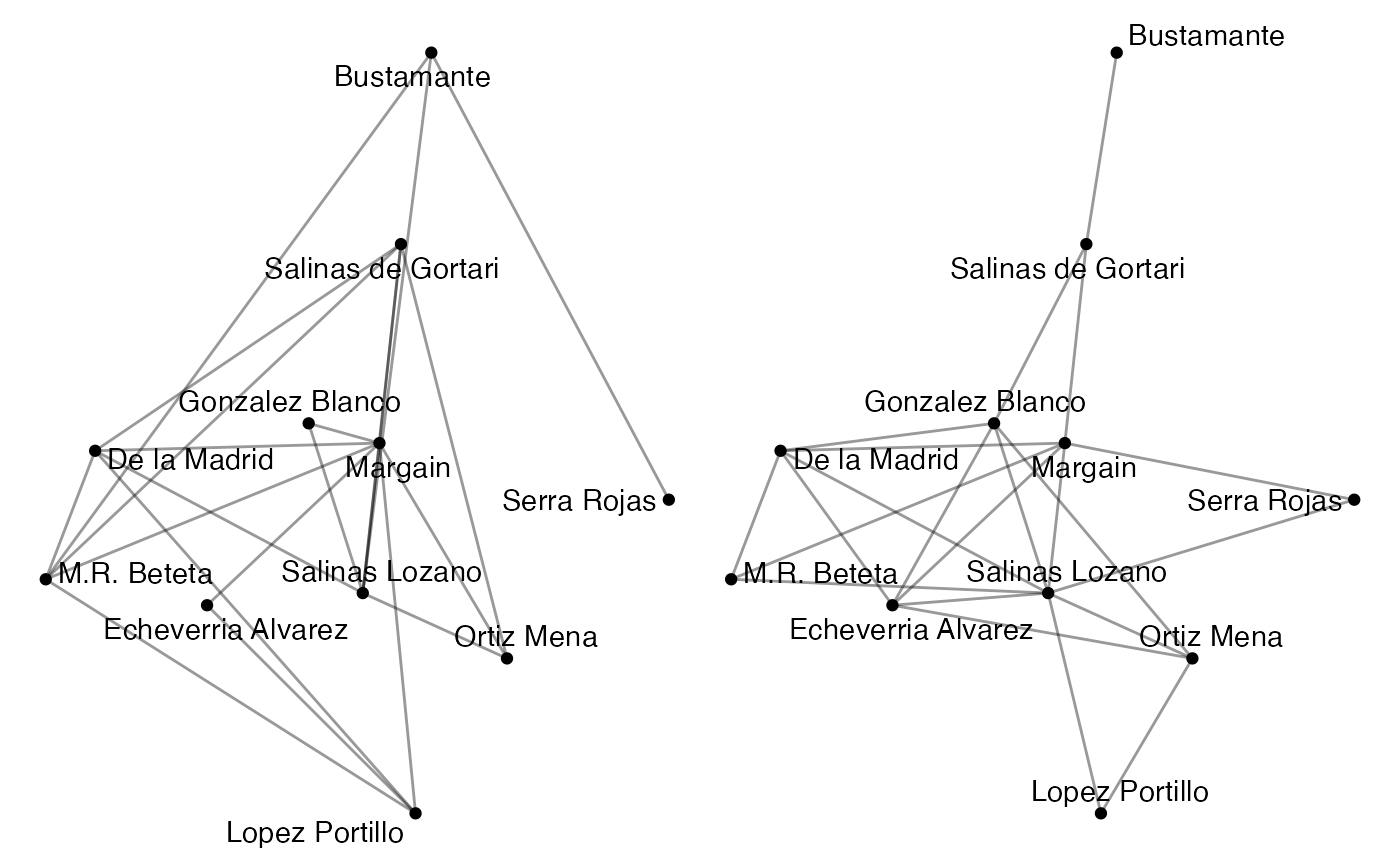 Bustamante
Salinas de Gortari
Gonzalez Blanco
De la Madrid
Margain
Serra Rojas
M.R. Beteta
Salinas Lozano
Echeverria Alvarez
Ortiz Mena
Lopez Portillo
Bustamante
Salinas de Gortari
Gonzalez Blanco
De la Madrid
Margain
Serra Rojas
M.R. Beteta
Salinas Lozano
Echeverria Alvarez
Ortiz Mena
Lopez Portillo